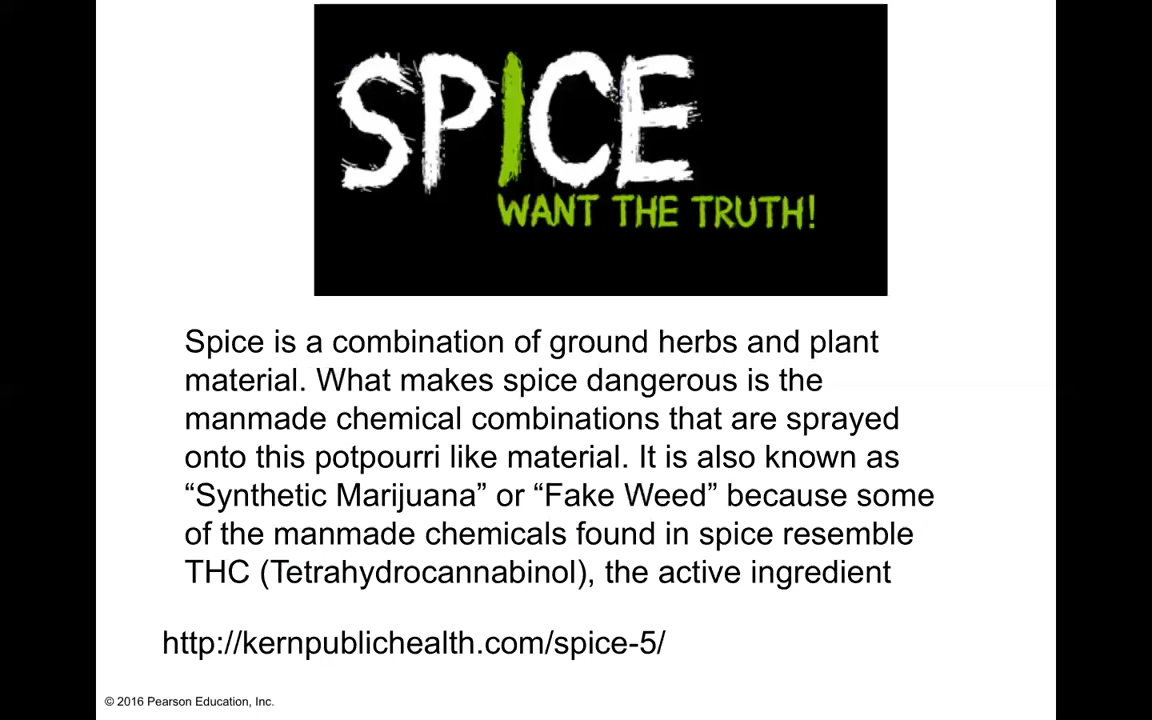 SPICE
WANT THE TRUTH!
Spice is a combination of ground herbs and plant
material. What makes spice dangerous is the
manmade chemical combinations that are sprayed
onto this potpourri like material. It is also known as
“Synthetic Marijuana” or “Fake Weed” because some
of the manmade chemicals found in spice resemble
THC (Tetrahydrocannabinol), the active ingredient
http://kernpublichealth.com/spice-5/
© 2016 Pearson Education, Inc.